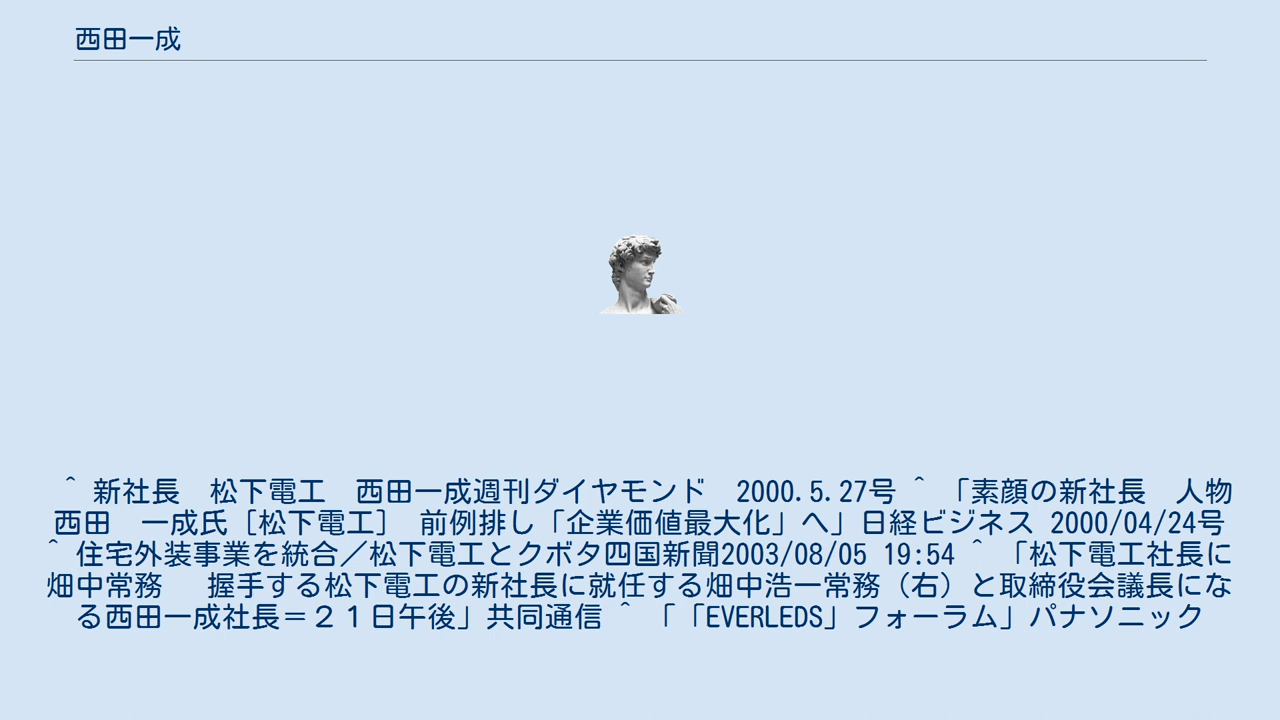 西田一成
^ 新社長　松下電工　西田一成週刊ダイヤモンド　2000.5.27号 ^ 「素顔の新社長　人物
西田　一成氏［松下電工］ 前例排し「企業価値最大化」へ」日経ビジネス 2000/04/24号
^ 住宅外装事業を統合／松下電工とクボタ四国新聞2003/08/05 19:54 ^ 「松下電工社長に
畑中常務　 握手する松下電工の新社長に就任する畑中浩一常務（右）と取締役会議長にな
る西田一成社長＝２１日午後」共同通信 ^ 「「EVERLEDS」フォーラム」パナソニック